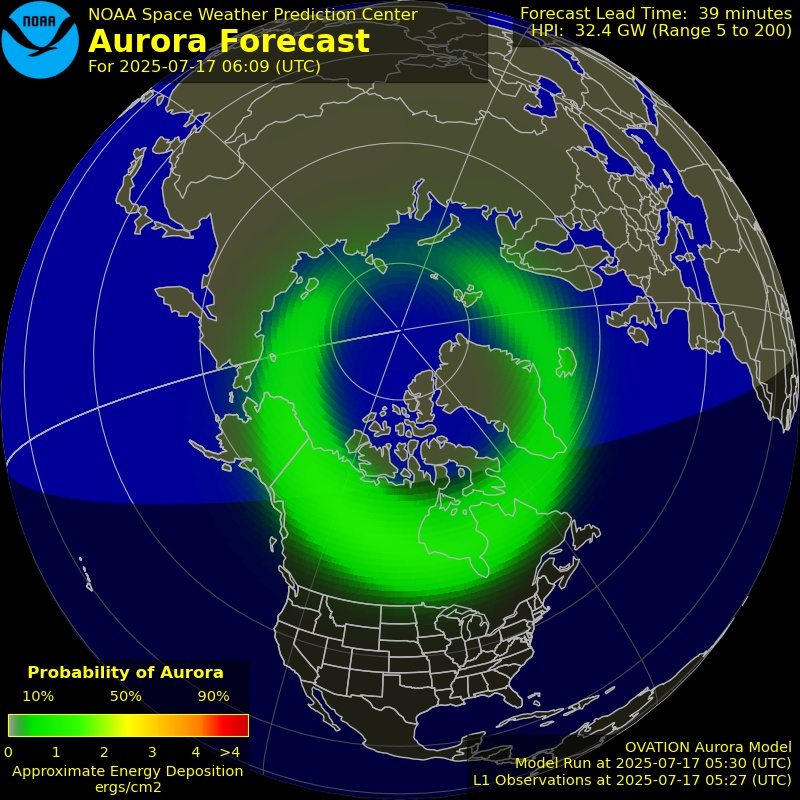 NOAA
NOAA Space Weather Prediction Center
Aurora Forecast
For 2025-07-17 06:09 (UTC)
Forecast Lead Time: 39 minutes
HPI: 32.4 GW (Range 5 to 200)
Probability of Aurora
10% 50% 90%
0 1 2 3 4 >4
Approximate Energy Deposition
ergs/cm2
OVATION Aurora Model
Model Run at 2025-07-17 05:30 (UTC)
L1 Observations at 2025-07-17 05:27 (UTC)